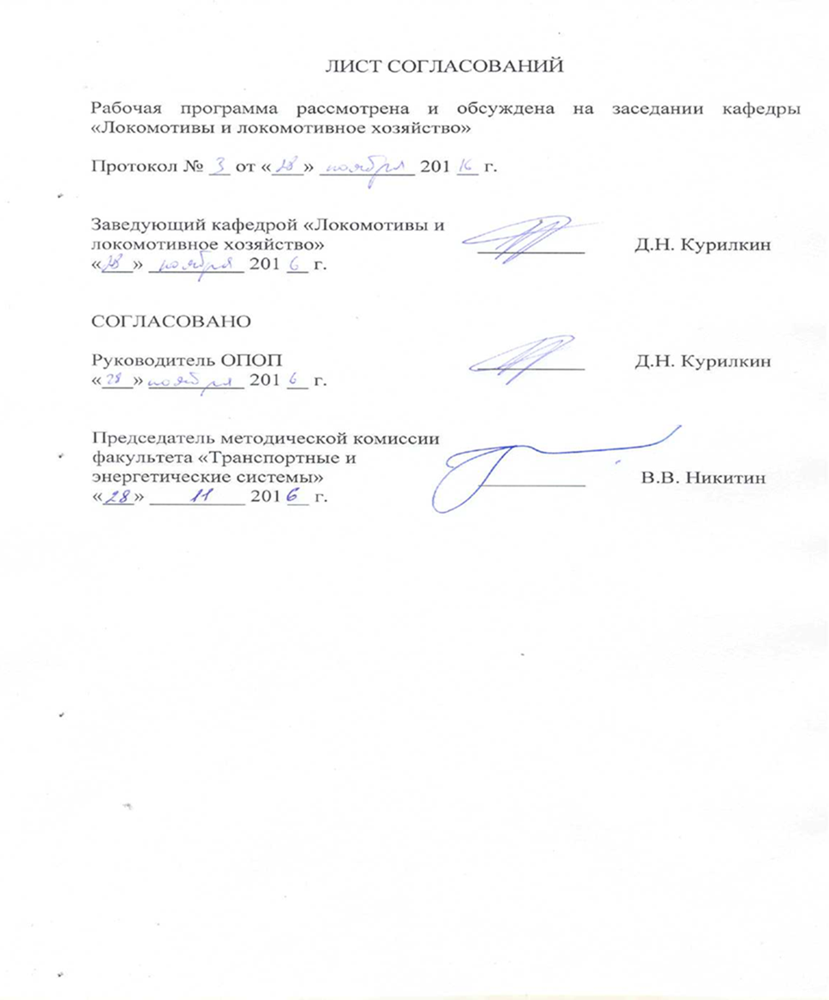 ЛИСТ СОГЛАСОВАНИЙ
Рабочая программа рассмотрена и обсуждена на заседании кафедры
«Локомотивы и локомотивное хозяйство»
Протокол № 3 от «28» ноября 201 16 г.
Заведующий кафедрой «Локомотивы и
локомотивное хозяйство» Д.Н. Курилкин
«28» ноября 201 6 г.
СОГЛАСОВАНО
Руководитель ОПОП Д.Н. Курилкин
«28» ноября 201 6 г.
Председатель методической комиссии
факультета «Транспортные и
энергетические системы» В.В. Никитин
«28» 11 201 6 г.